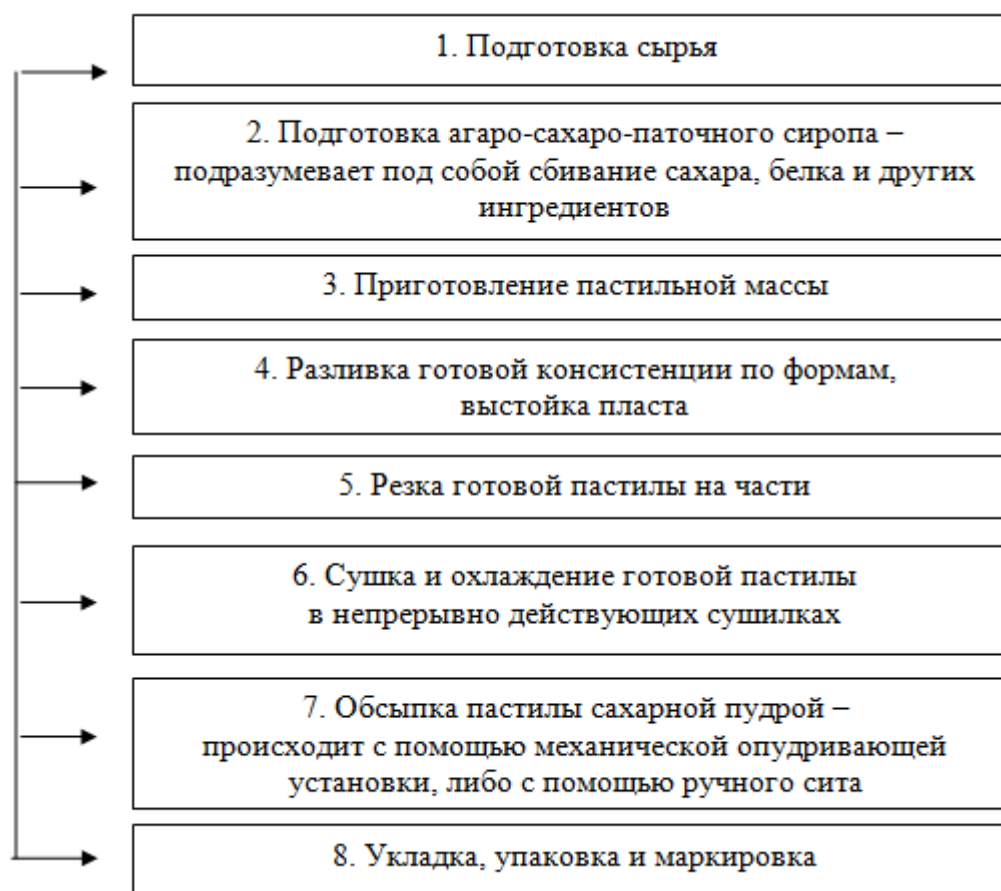 1. Подготовка сырья
2. Подготовка агаро-сахаро-паточного сиропа –
подразумевает под собой сбивание сахара, белка и других
ингредиентов
3. Приготовление пастильной массы
4. Разливка готовой консистенции по формам,
выстойка пласта
5. Резка готовой пастилы на части
6. Сушка и охлаждение готовой пастилы
в непрерывно действующих сушилках
7. Обсыпка пастилы сахарной пудрой –
происходит с помощью механической опудривающей
установки, либо с помощью ручного сита
8. Укладка, упаковка и маркировка